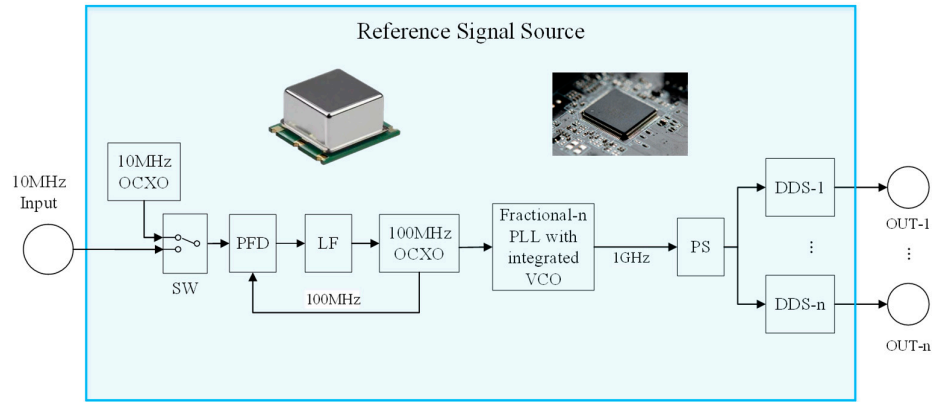 Reference Signal Source
10MHz
Input
10MHz
OCXO
SW
PFD
LF
100MHz
OCXO
100MHz
Fractional-n
PLL with
integrated
VCO
1GHz
PS
DDS-1
⋮
DDS-n
OUT-1
⋮
OUT-n